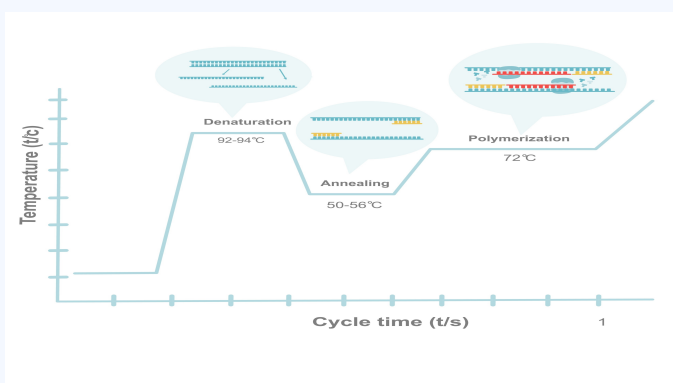 Denaturation
92-94℃
Annealing
50-56℃
Polymerization
72℃
Temperature (t/c)
Cycle time (t/s)
1